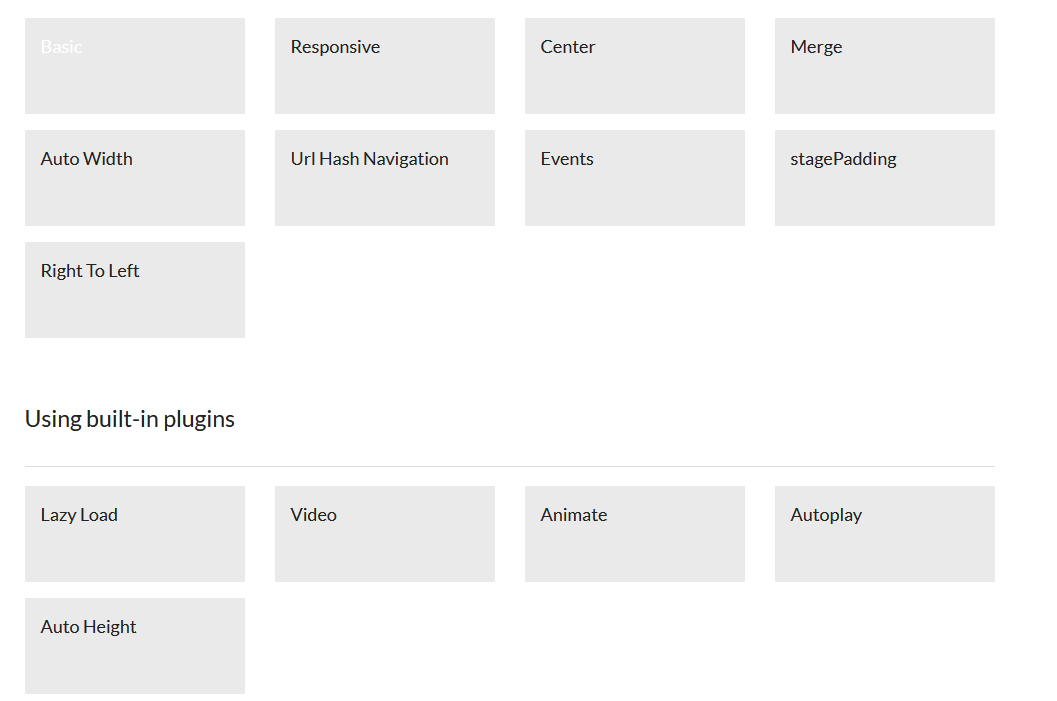 Basic
Responsive
Center
Merge
Auto Width
Url Hash Navigation
Events
stagePadding
Right To Left
Using built-in plugins
Lazy Load
Video
Animate
Autoplay
Auto Height